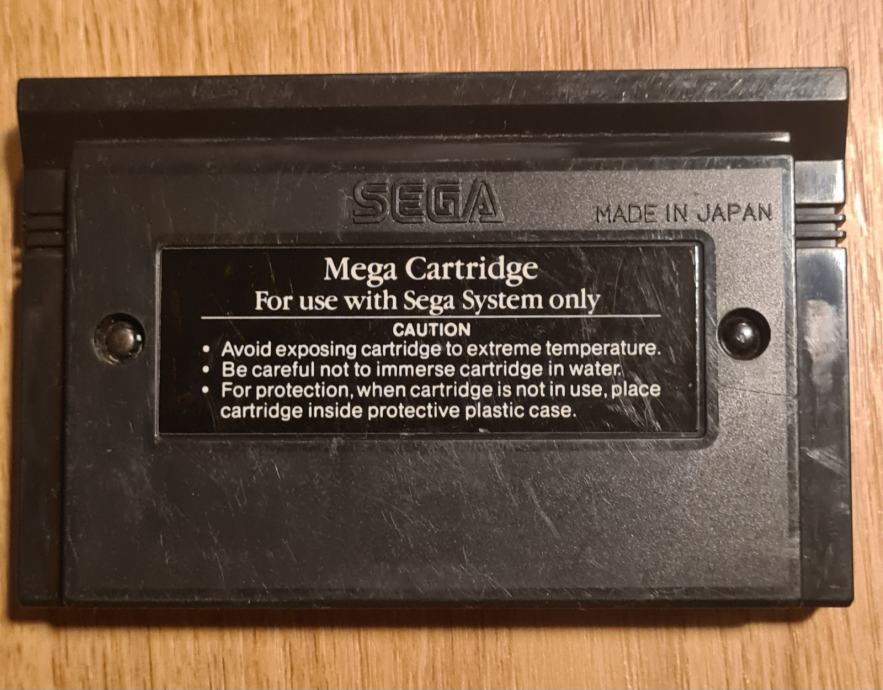 SEGA
MADE IN JAPAN
Mega Cartridge
For use with Sega System only
CAUTION
• Avoid exposing cartridge to extreme temperature.
• Be careful not to immerse cartridge in water.
• For protection, when cartridge is not in use, place
cartridge inside protective plastic case.